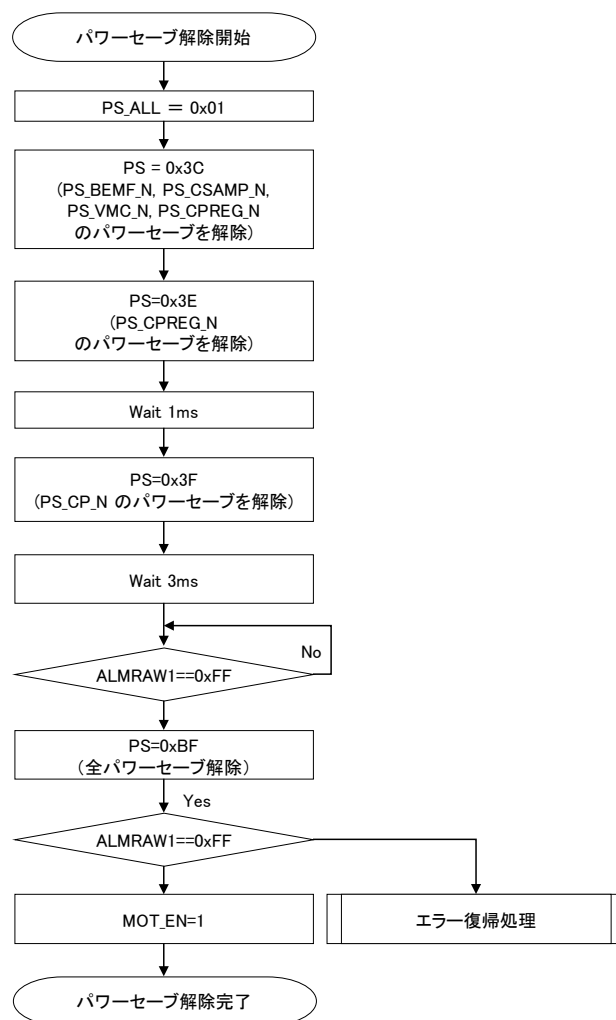 パワーセーブ解除開始
PS_ALL = 0x01
PS = 0x3C
(PS_BEMF_N, PS_CSAMP_N,
PS_VMC_N, PS_CPREG_N
のパワーセーブを解除)
PS=0x3E
(PS_CPREG_N
のパワーセーブを解除)
Wait 1ms
PS=0x3F
(PS_CP_N のパワーセーブを解除)
Wait 3ms
No
ALMRAW1==0xFF
PS=0xBF
(全パワーセーブ解除)
Yes
ALMRAW1==0xFF
MOT_EN=1
エラー復帰処理
パワーセーブ解除完了